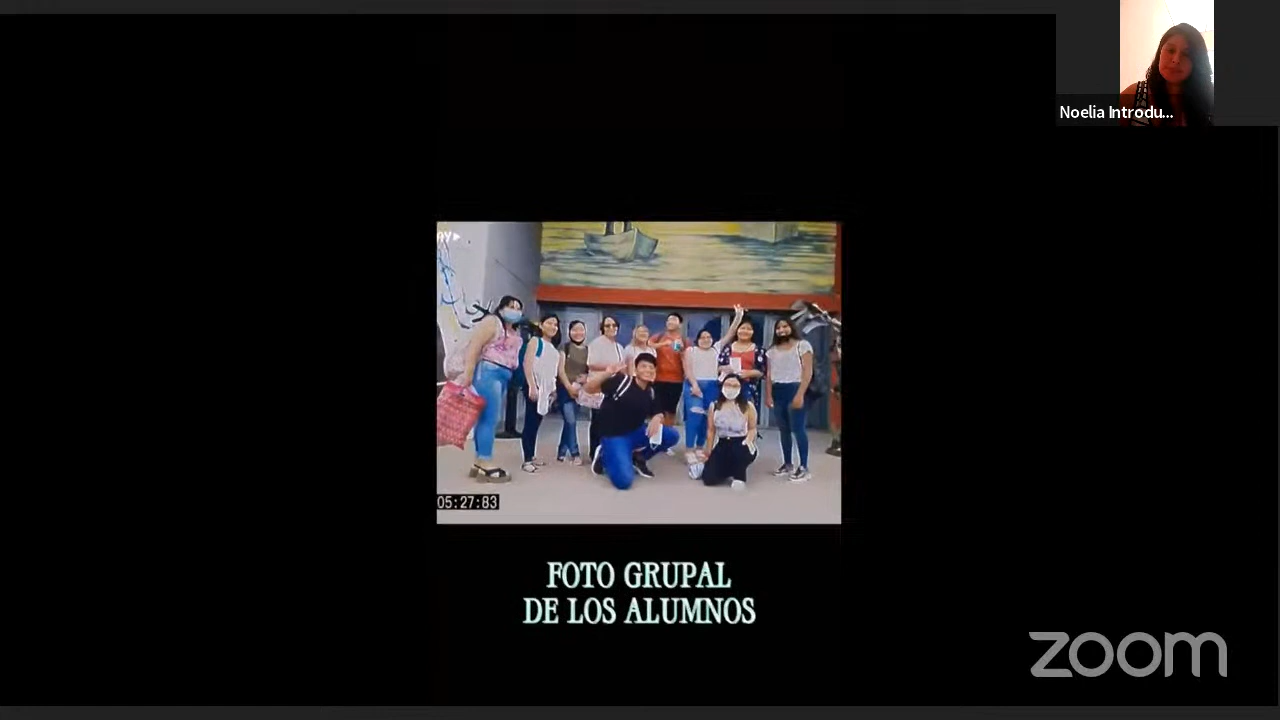 Noelia Introdu...
05:27:83
FOTO GRUPAL
DE LOS ALUMNOS
zoom